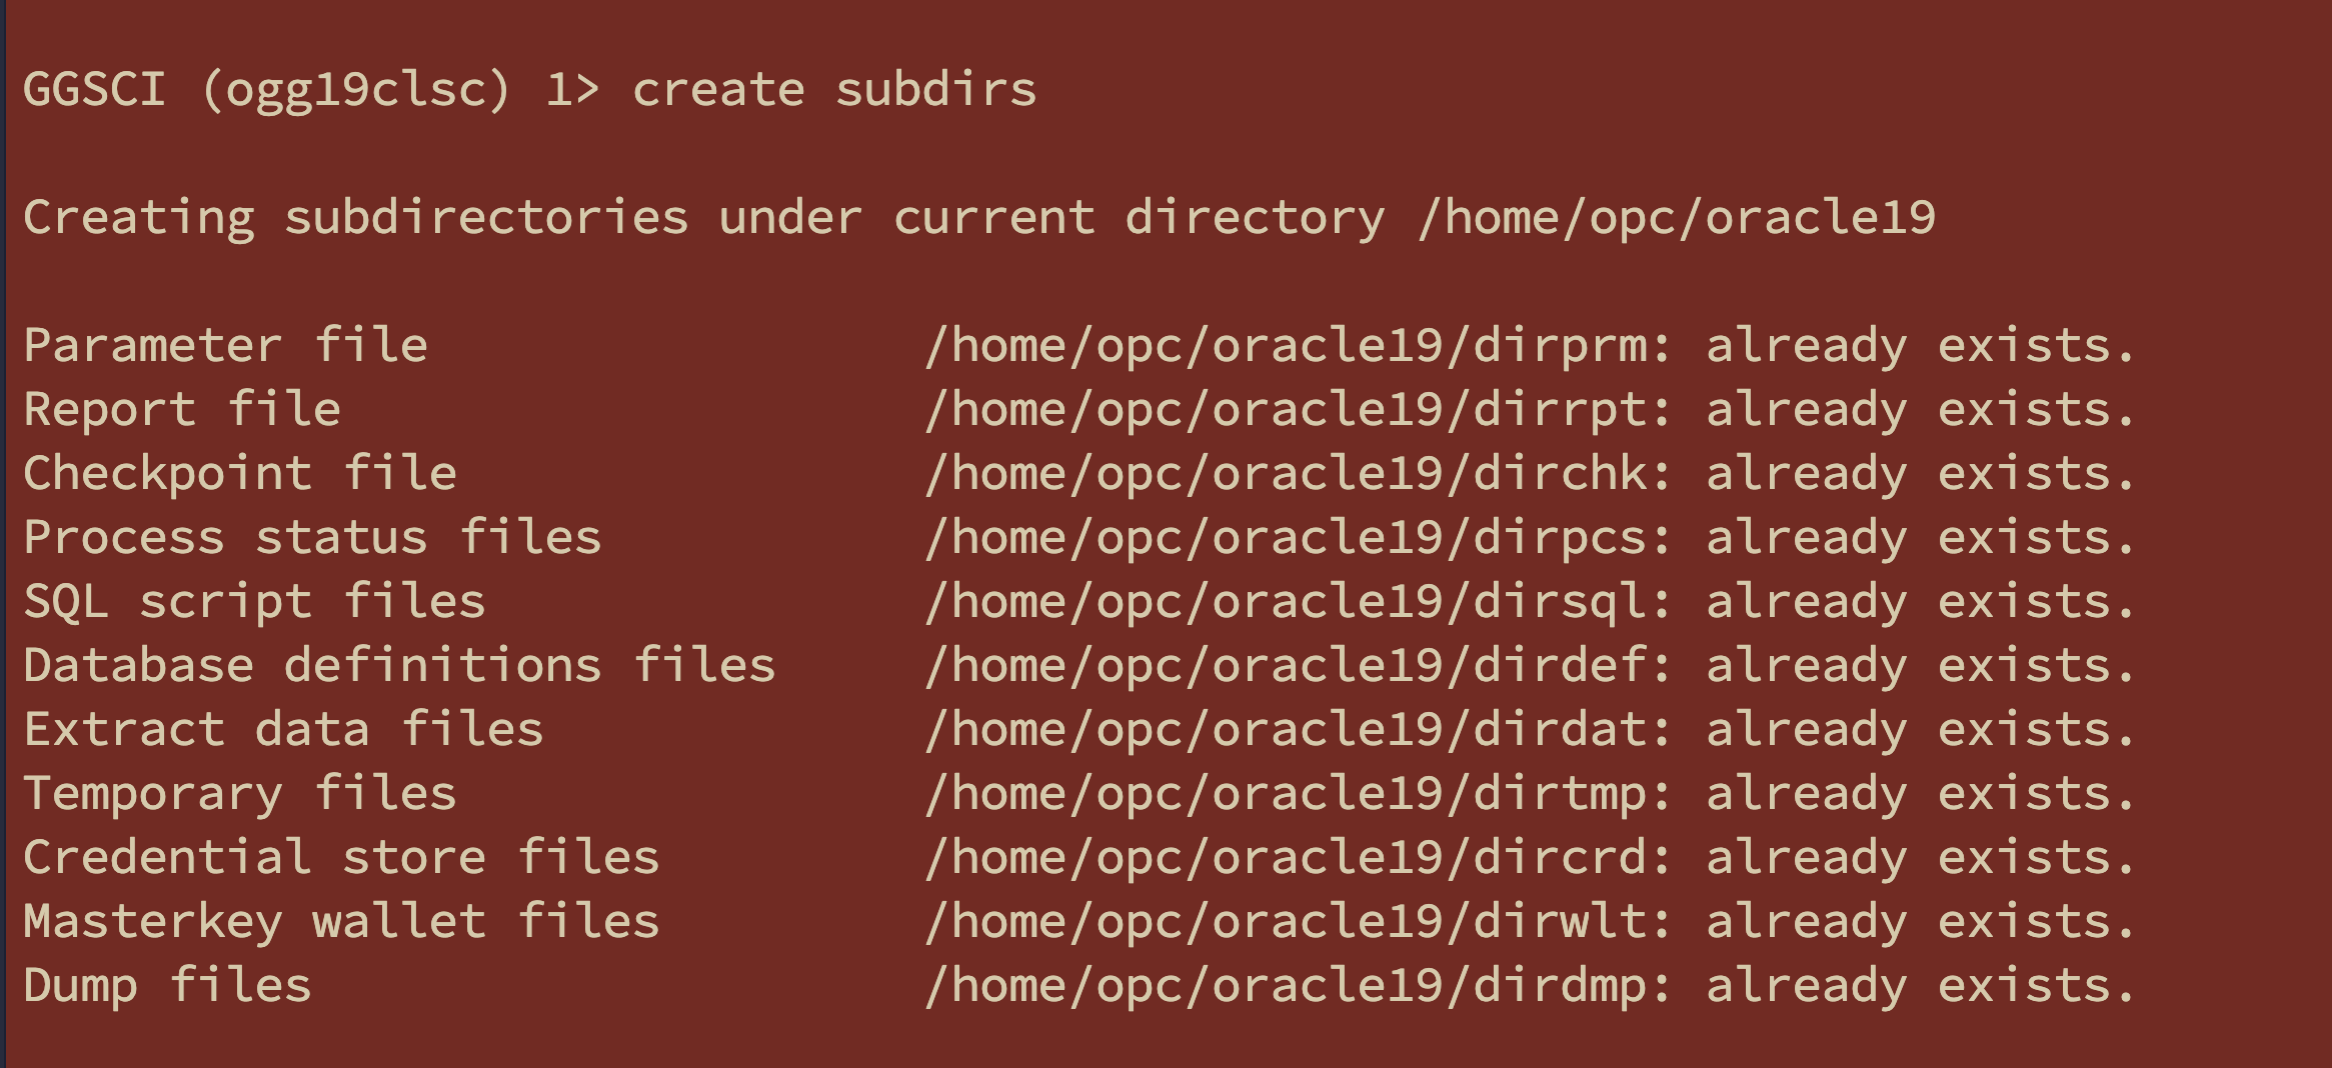 GGSCI (ogg19clsc) 1> create subdirs
Creating subdirectories under current directory /home/opc/oracle19
Parameter file /home/opc/oracle19/dirprm: already exists.
Report file /home/opc/oracle19/dirrpt: already exists.
Checkpoint file /home/opc/oracle19/dirchk: already exists.
Process status files /home/opc/oracle19/dirpcs: already exists.
SQL script files /home/opc/oracle19/dirsql: already exists.
Database definitions files /home/opc/oracle19/dirdef: already exists.
Extract data files /home/opc/oracle19/dirdat: already exists.
Temporary files /home/opc/oracle19/dirtmp: already exists.
Credential store files /home/opc/oracle19/dircrd: already exists.
Masterkey wallet files /home/opc/oracle19/dirwlt: already exists.
Dump files /home/opc/oracle19/dirdmp: already exists.